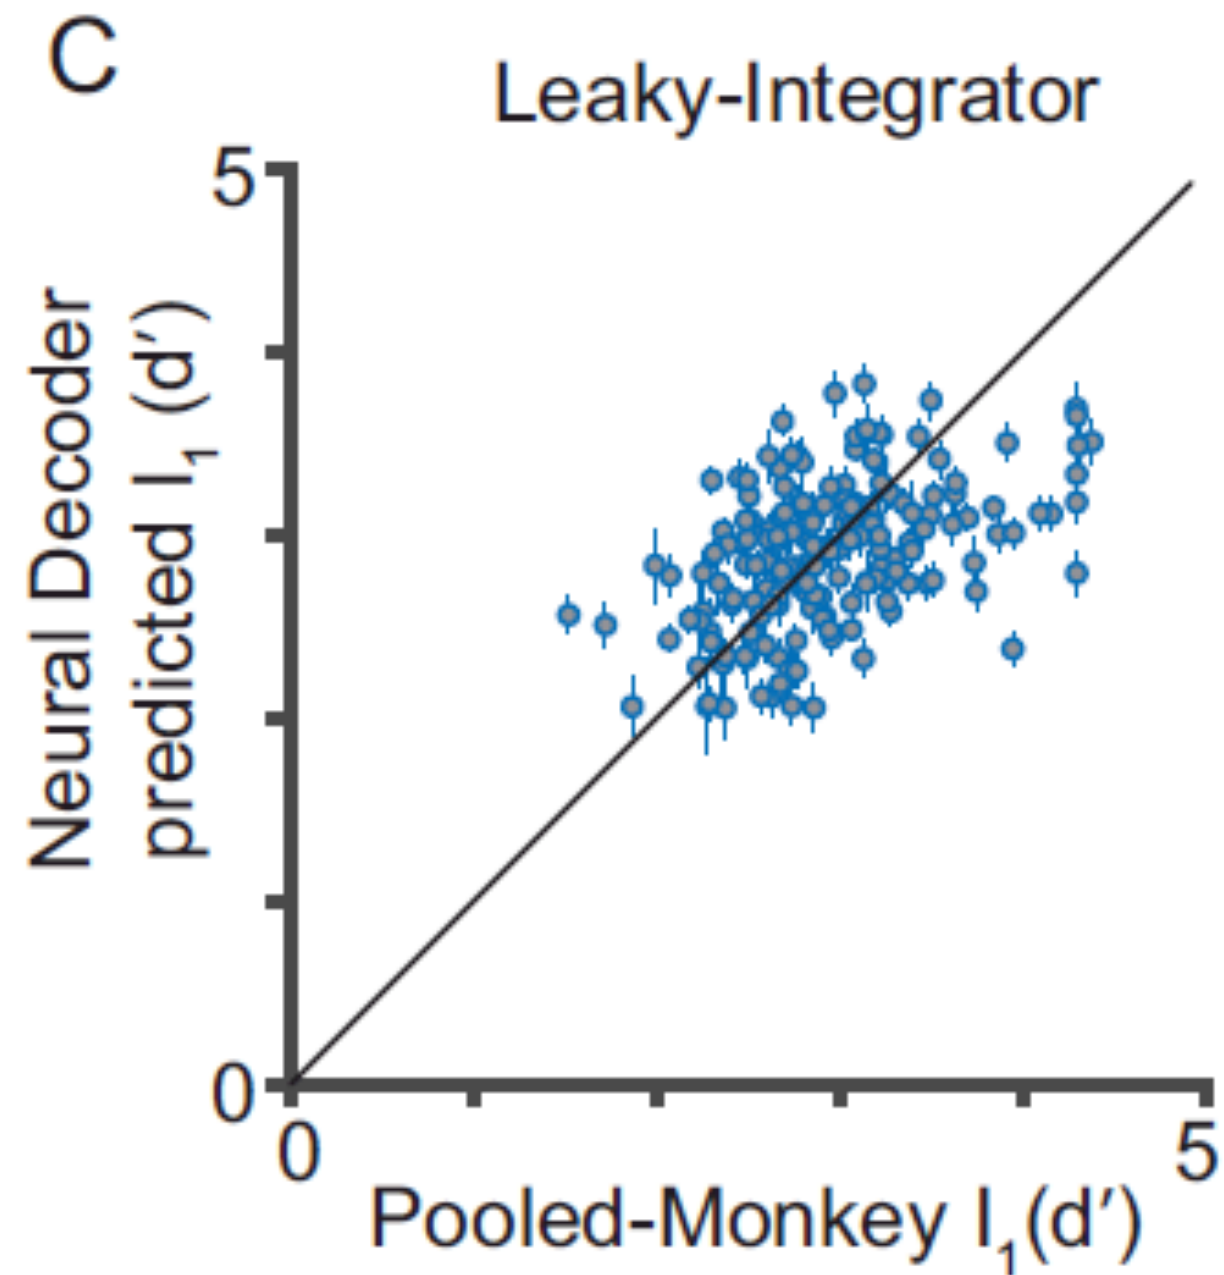 C
Leaky-Integrator
5
Neural Decoder
predicted I₁ (d′)
0
0
5
Pooled-Monkey I₁(d′)